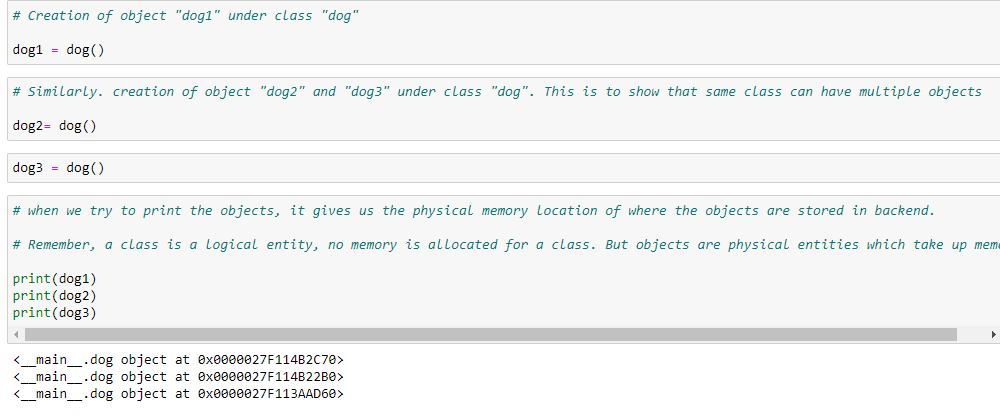 # Creation of object "dog1" under class "dog"
dog1 = dog()
# Similarly. creation of object "dog2" and "dog3" under class "dog". This is to show that same class can have multiple objects
dog2= dog()
dog3 = dog()
# when we try to print the objects, it gives us the physical memory location of where the objects are stored in backend.
# Remember, a class is a logical entity, no memory is allocated for a class. But objects are physical entities which take up
print(dog1)
print(dog2)
print(dog3)
<__main__.dog object at 0x0000027F114B2C70>
<__main__.dog object at 0x0000027F114B22B0>
<__main__.dog object at 0x0000027F113AAD60>